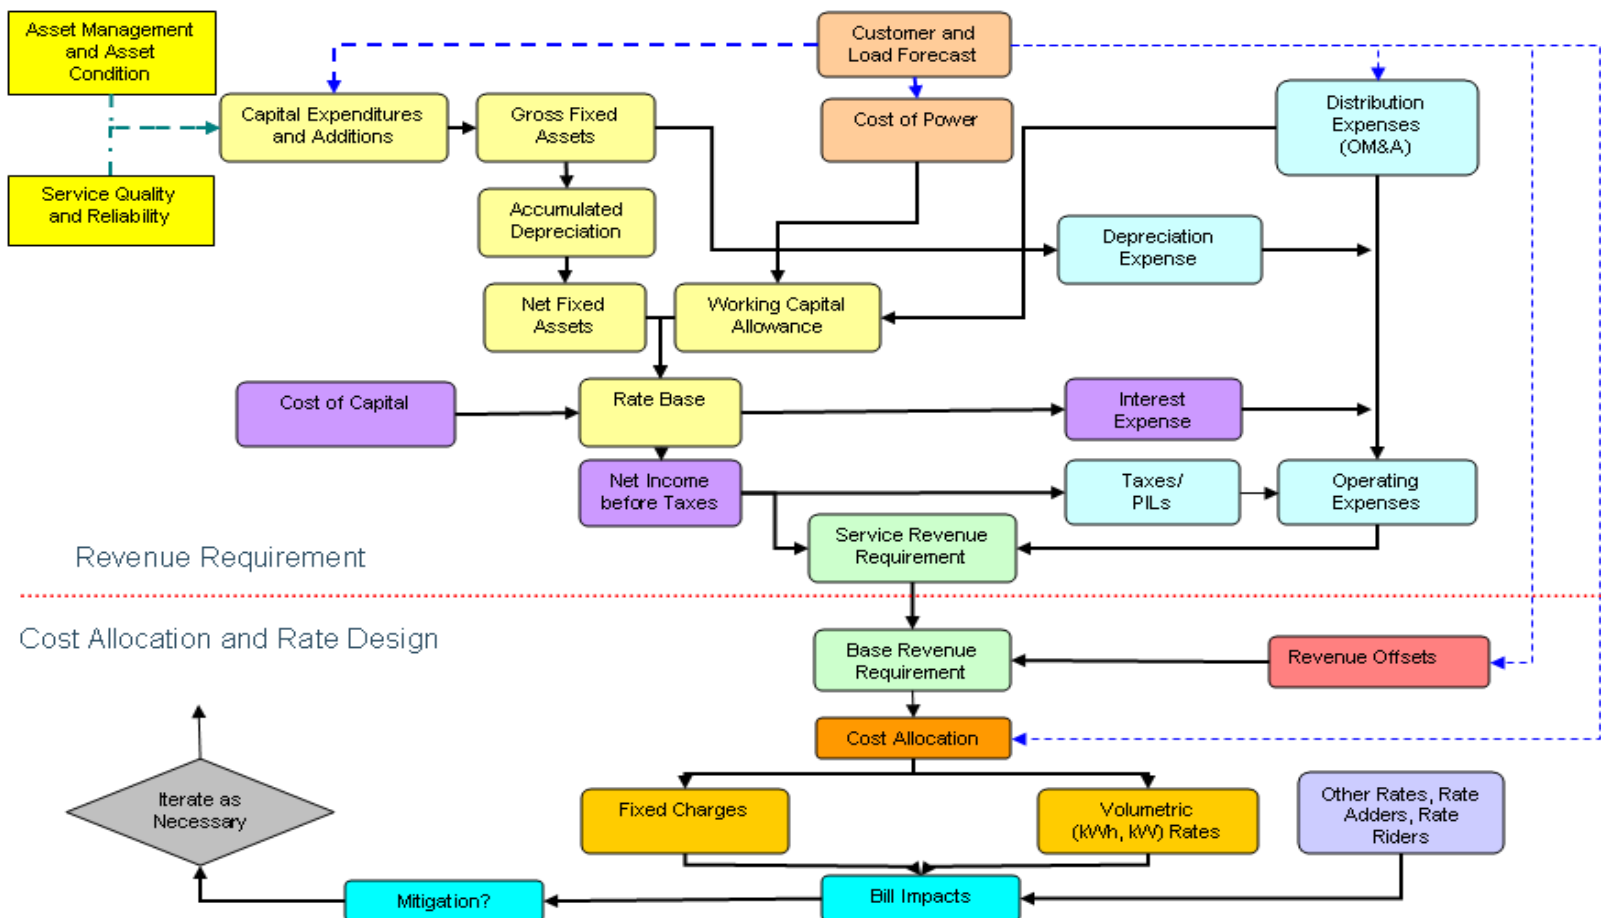 Asset Management
and Asset
Condition
Customer and
Load Forecast
Capital Expenditures
and Additions
Gross Fixed
Assets
Cost of Power
Distribution
Expenses
(OM&A)
Service Quality
and Reliability
Accumulated
Depreciation
Depreciation
Expense
Net Fixed
Assets
Working Capital
Allowance
Cost of Capital
Rate Base
Interest
Expense
Net Income
before Taxes
Taxes/
PILs
Operating
Expenses
Service Revenue
Requirement
Revenue Requirement
Cost Allocation and Rate Design
Base Revenue
Requirement
Revenue Offsets
Cost Allocation
Iterate as
Necessary
Fixed Charges
Volumetric
(kWh, kW) Rates
Other Rates, Rate
Adders, Rate
Riders
Mitigation?
Bill Impacts